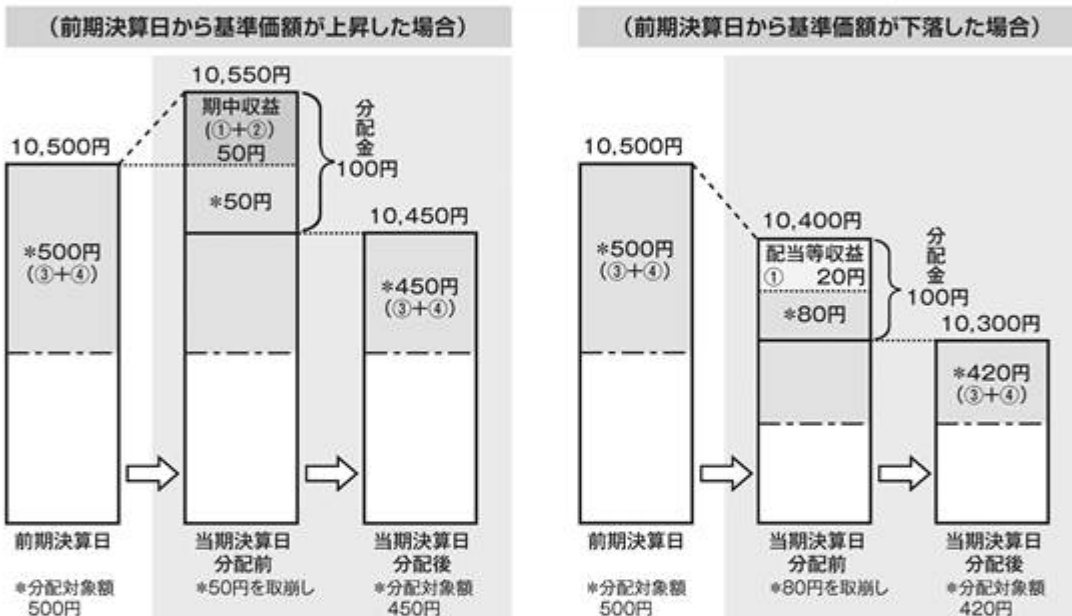 (前期決算日から基準価額が上昇した場合)
10,550円
期中収益
(①+②)
50円
*50円
分配金
100円
10,500円
*500円
(③+④)
10,450円
*450円
(③+④)
前期決算日
*分配対象額
500円
当期決算日
分配前
*50円を取崩し
当期決算日
分配後
*分配対象額
450円
(前期決算日から基準価額が下落した場合)
10,500円
*500円
(③+④)
10,400円
配当等収益
① 20円
*80円
分配金
100円
10,300円
*420円
(③+④)
前期決算日
*分配対象額
500円
当期決算日
分配前
*80円を取崩し
当期決算日
分配後
*分配対象額
420円